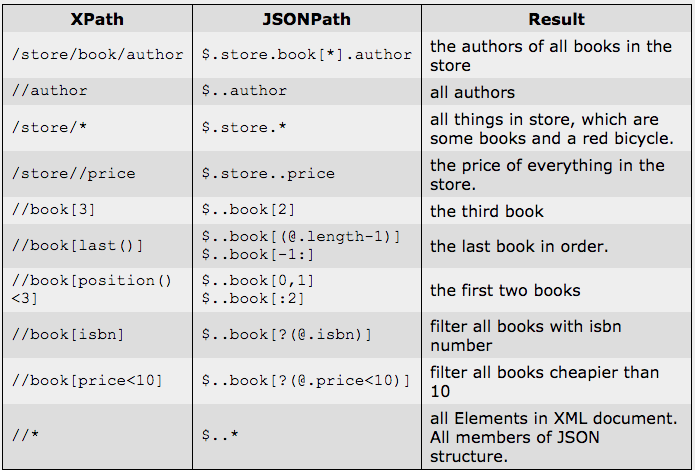 XPath JSONPath Result
/store/book/author $.store.book[*].author the authors of all books in the
store
//author $..author all authors
/store/* $.store.* all things in store, which are
some books and a red bicycle.
/store//price $.store..price the price of everything in the
store.
//book[3] $..book[2] the third book
//book[last()] $..book[(@.length-1)]
$..book[-1:] the last book in order.
//book[position()
<3] $..book[0,1]
$..book[:2] the first two books
//book[isbn] $..book[?(@.isbn)] filter all books with isbn
number
//book[price<10] $..book[?(@.price<10)] filter all books cheapier than
10
//* $..* all Elements in XML document.
All members of JSON
structure.